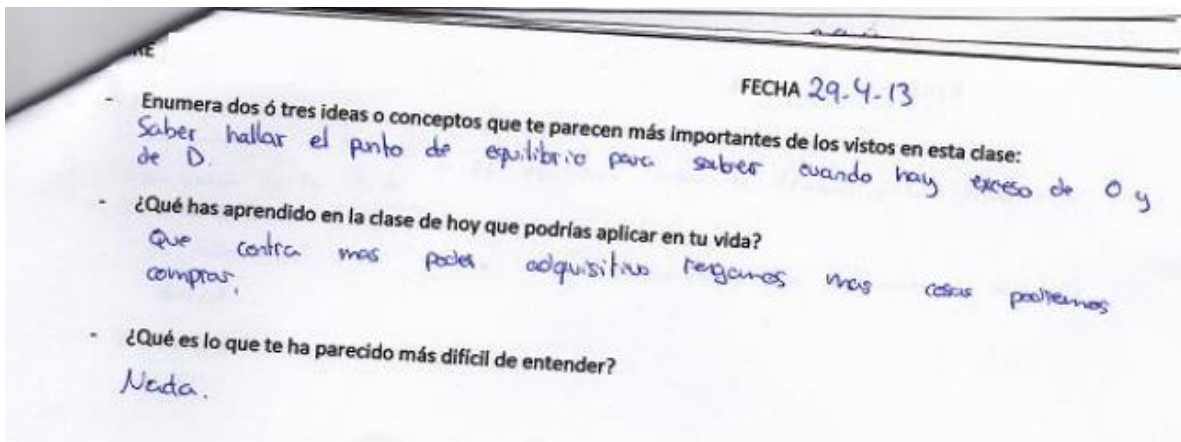 RE
FECHA 29-4-13
- Enumera dos ó tres ideas o conceptos que te parecen más importantes de los vistos en esta clase:
Saber hallar el punto de equilibrio para saber cuando hay exceso de O y
de D.
- ¿Qué has aprendido en la clase de hoy que podrías aplicar en tu vida?
Que contra mas poder adquisitivo tengamos mas cosas podremos
comprar.
- ¿Qué es lo que te ha parecido más difícil de entender?
Nada.